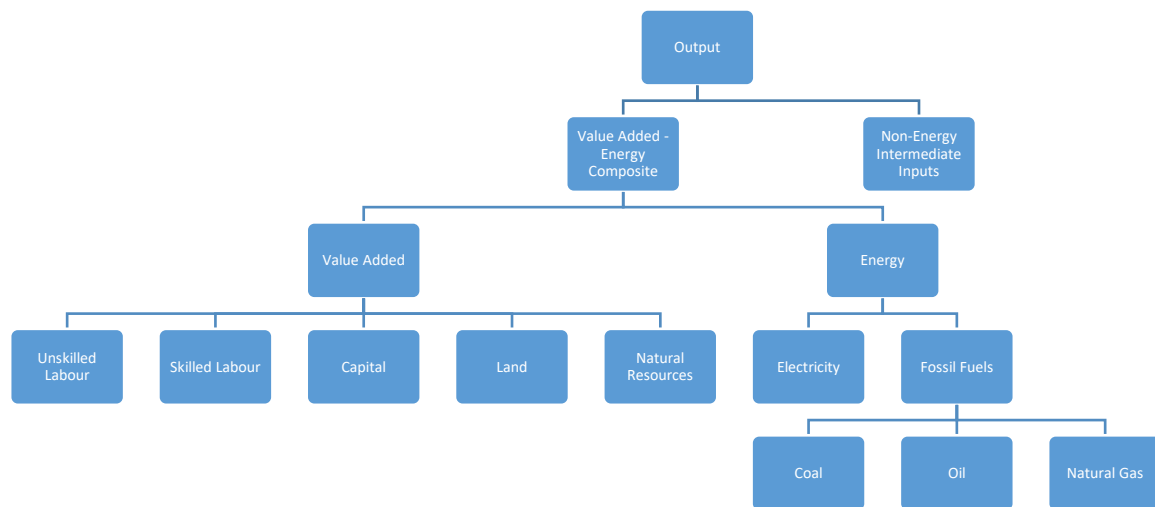 Output
Value Added -
Energy
Composite
Non-Energy
Intermediate
Inputs
Value Added
Energy
Unskilled
Labour
Skilled Labour
Capital
Land
Natural
Resources
Electricity
Fossil Fuels
Coal
Oil
Natural Gas